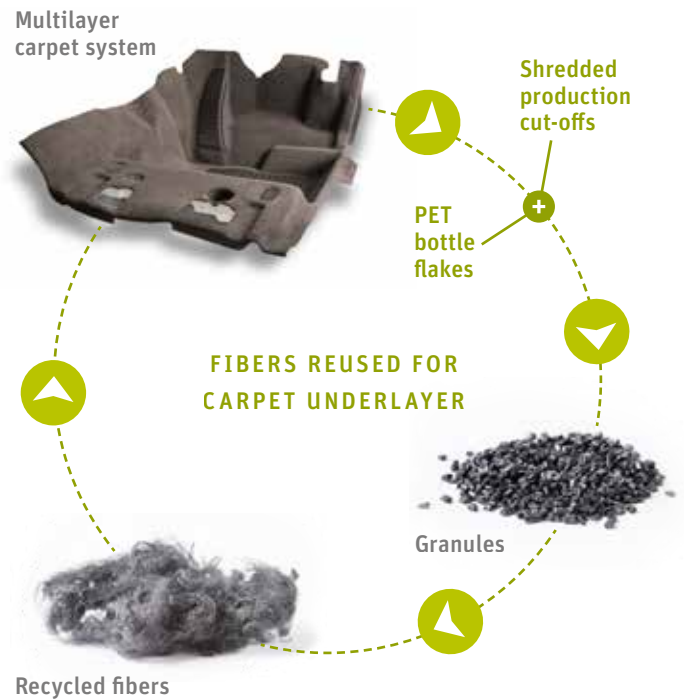 Multilayer
carpet system
Shredded
production
cut-offs
+
PET
bottle
flakes
FIBERS REUSED FOR
CARPET UNDERLAYER
Granules
Recycled fibers